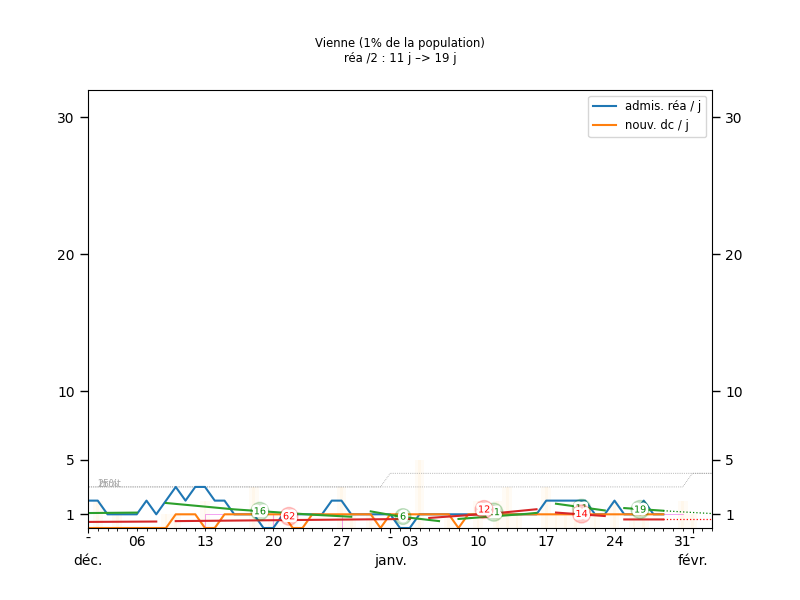 Vienne (1% de la population)
réa /2 : 11 j –> 19 j
admis. réa / j
nouv. dc / j
30 30
20 20
10 10
5 5
1 1
16 62 6 12 14 19
- 06 13 20 27 - 03 10 17 24 31 -
déc. janv. févr.